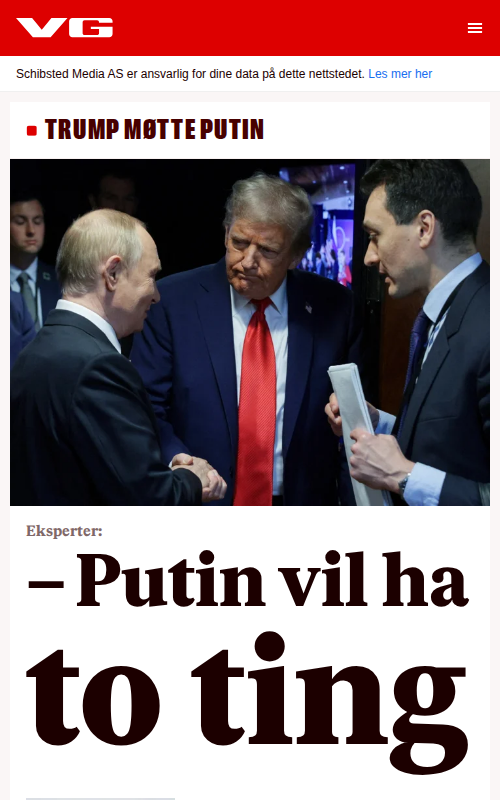 VG
Schibsted Media AS er ansvarlig for dine data på dette nettstedet. Les mer her
TRUMP MØTTE PUTIN
Eksperter:
– Putin vil ha
to ting